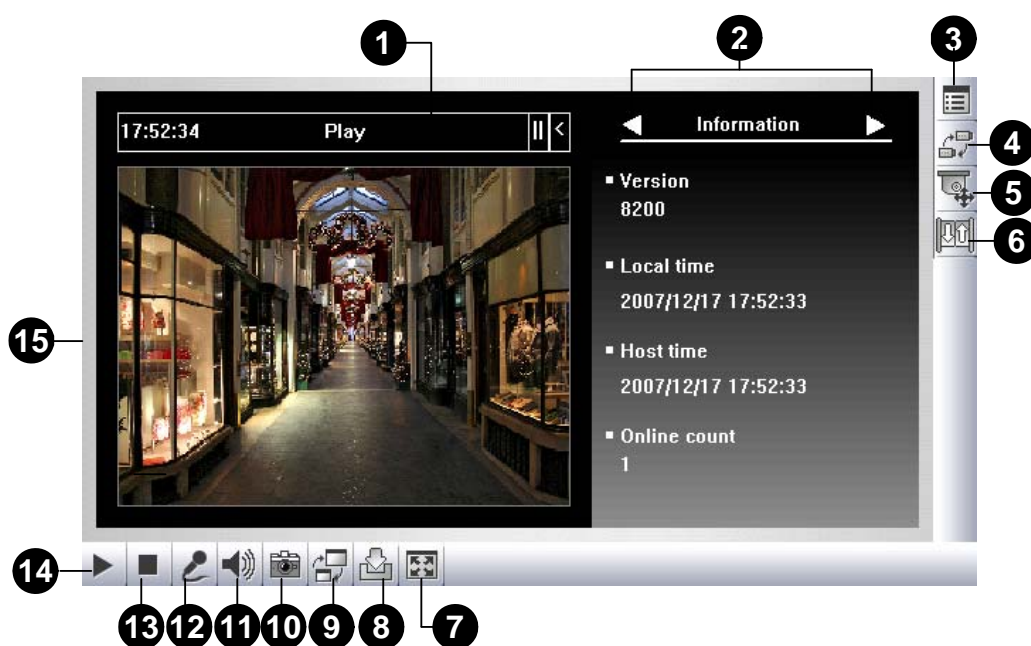 1
2
3
17:52:34 Play || <
Information
4
5
6
Version
8200
Local time
2007/12/17 17:52:33
Host time
2007/12/17 17:52:33
Online count
1
15
14
13 12 11 10 9 8 7